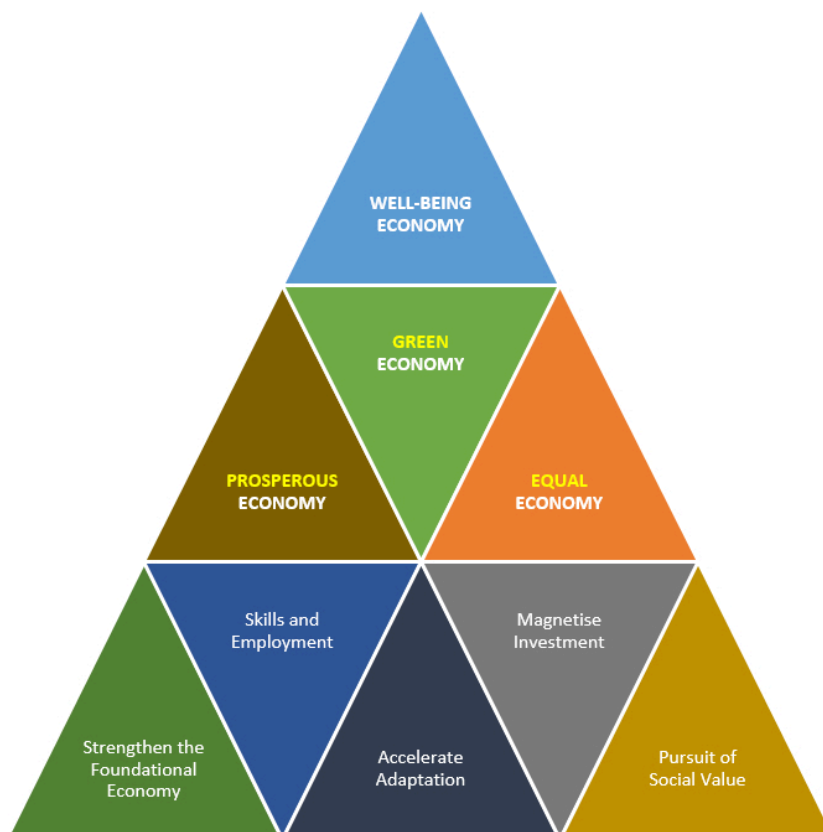 WELL-BEING
ECONOMY
GREEN
ECONOMY
PROSPEROUS
ECONOMY
EQUAL
ECONOMY
Skills and
Employment
Magnetise
Investment
Strengthen the
Foundational
Economy
Accelerate
Adaptation
Pursuit of
Social Value